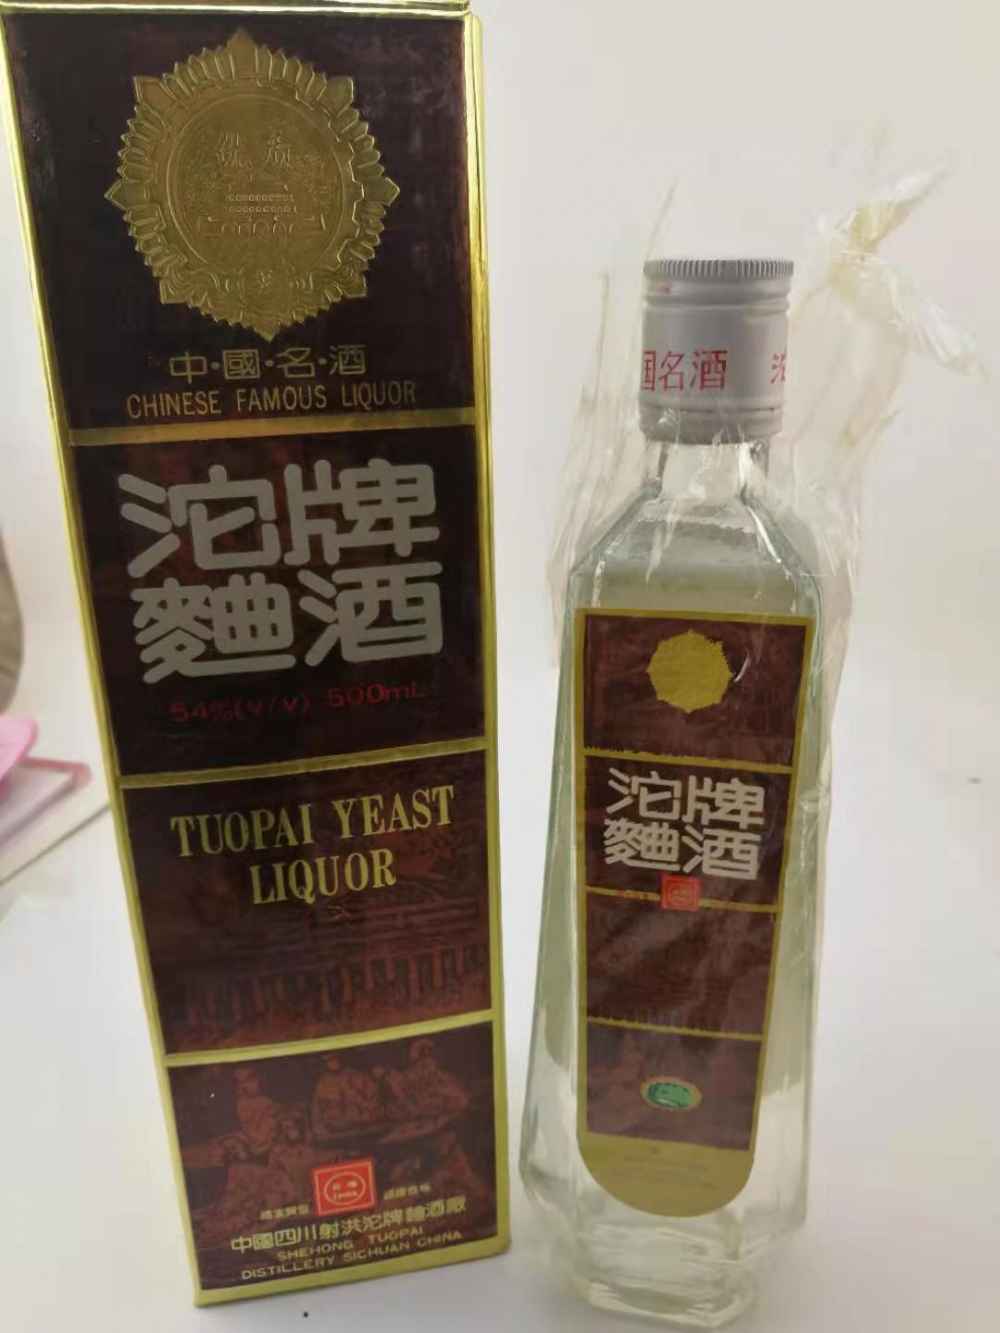 中·國·名·酒
CHINESE FAMOUS LIQUOR
沱牌
麯酒
54%(V/V) 500mL
TUOPAI YEAST
LIQUOR
中國四川射洪沱牌麯酒廠
SHEHONG TUOPAI
DISTILLERY SICHUAN CHINA
国名酒 沱
沱牌
麯酒